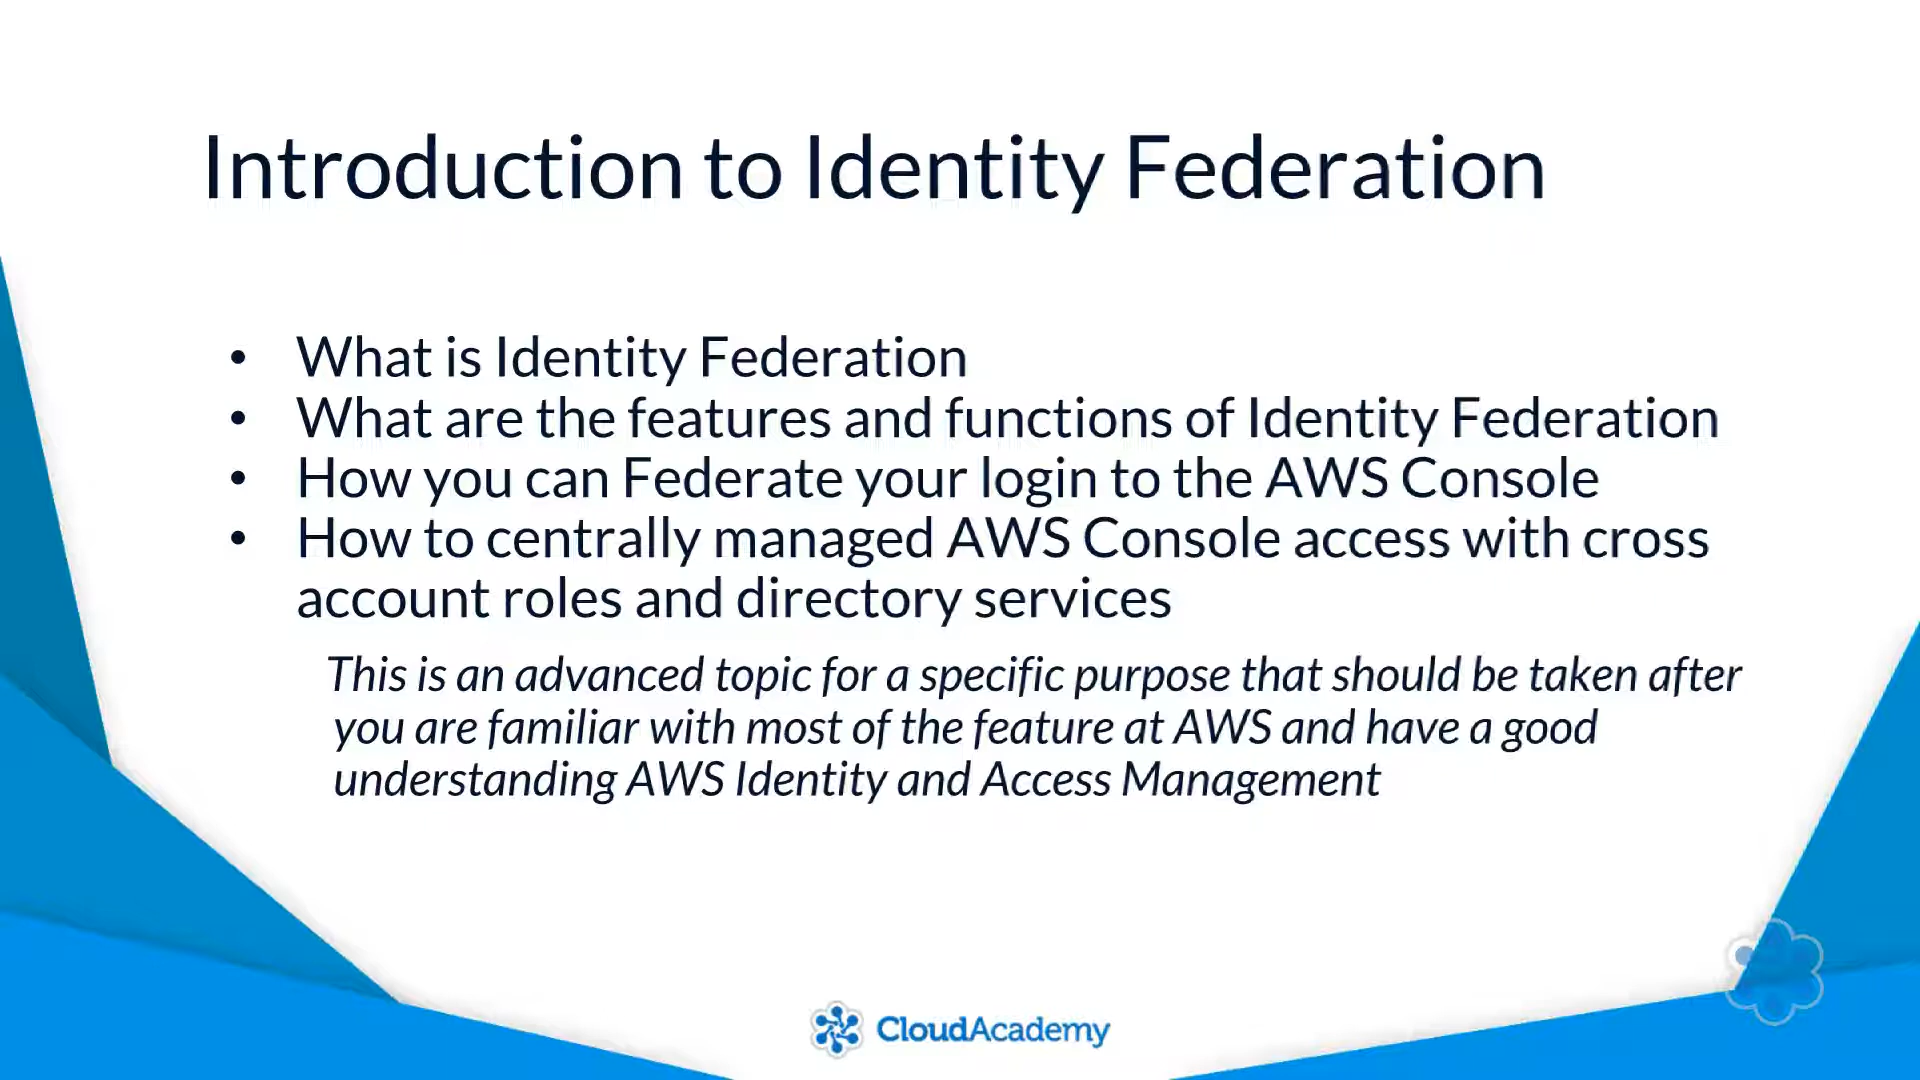 Introduction to Identity Federation
• What is Identity Federation
• What are the features and functions of Identity Federation
• How you can Federate your login to the AWS Console
• How to centrally managed AWS Console access with cross
account roles and directory services
This is an advanced topic for a specific purpose that should be taken after
you are familiar with most of the feature at AWS and have a good
understanding AWS Identity and Access Management
CloudAcademy